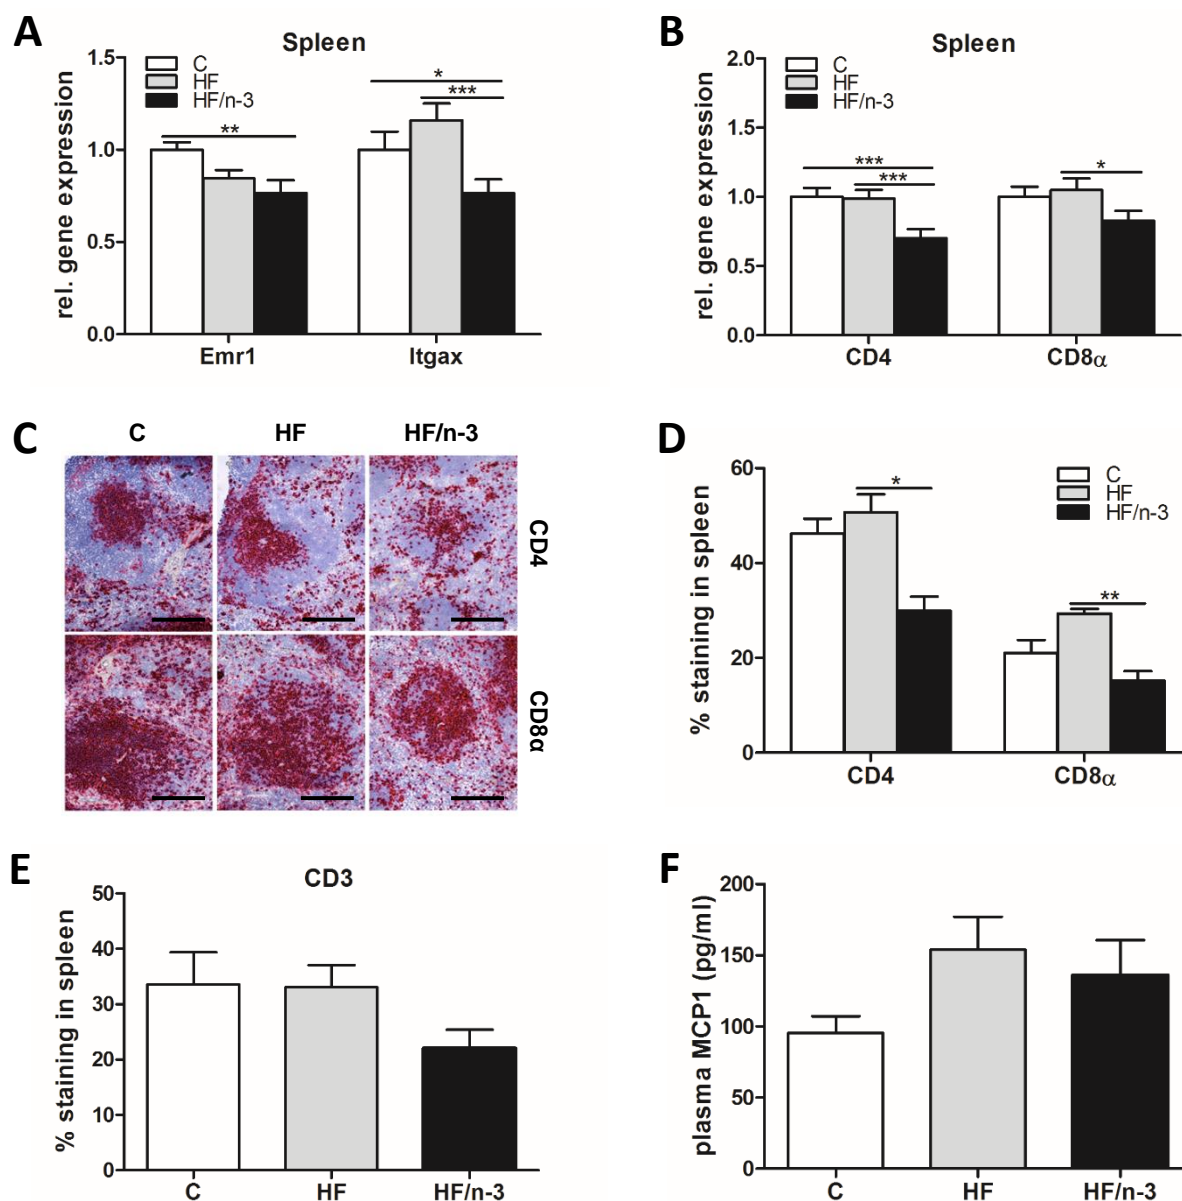 A
Spleen
C
HF
HF/n-3
rel. gene expression
1.5
1.0
0.5
0.0
**
*
***
Emr1
Itgax
B
Spleen
C
HF
HF/n-3
rel. gene expression
2.0
1.5
1.0
0.5
0.0
***
***
*
CD4
CD8α
C
C
HF
HF/n-3
CD4
CD8α
D
% staining in spleen
60
40
20
0
C
HF
HF/n-3
*
**
CD4
CD8α
E
CD3
% staining in spleen
50
40
30
20
10
0
C
HF
HF/n-3
F
plasma MCP1 (pg/ml)
200
150
100
50
0
C
HF
HF/n-3